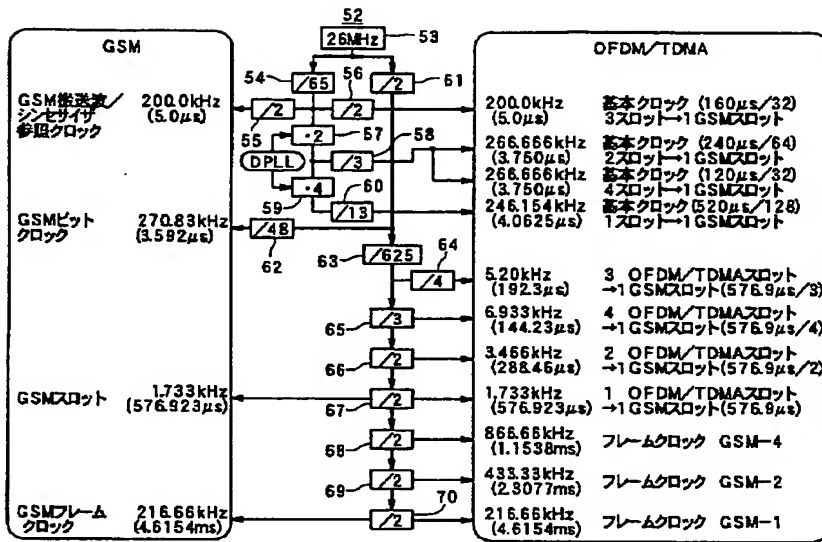 52
GSM
26MHz
53
OFDM/TDMA
54
/65
56
/2
61
GSM搬送波/
シンセサイザ
参照クロック
200.0kHz
(5.0μs)
/2
55
/2
200.0kHz
(5.0μs)
基本クロック (160μs/32)
3スロット→1GSMスロット
・2
57
58
DPLL
/3
266.666kHz
(3.750μs)
基本クロック (240μs/64)
2スロット→1GSMスロット
266.666kHz
(3.750μs)
基本クロック (120μs/32)
4スロット→1GSMスロット
・4
59
60
/13
246.154kHz
(4.0625μs)
基本クロック(520μs/128)
1スロット→1GSMスロット
GSMビット
クロック
270.83kHz
(3.592μs)
/48
62
63
/625
64
/4
5.20kHz
(192.3μs)
3 OFDM/TDMAスロット
→1GSMスロット(576.9μs/3)
65
/3
6.933kHz
(144.23μs)
4 OFDM/TDMAスロット
→1GSMスロット(576.9μs/4)
66
/2
3.466kHz
(288.46μs)
2 OFDM/TDMAスロット
→1GSMスロット(576.9μs/2)
GSMスロット
1.733kHz
(576.923μs)
67
/2
1.733kHz
(576.923μs)
1 OFDM/TDMAスロット
→1GSMスロット(576.9μs)
68
/2
866.66kHz
(1.1538ms)
フレームクロック GSM-4
69
/2
433.33kHz
(2.3077ms)
フレームクロック GSM-2
GSMフレーム
クロック
216.66kHz
(4.6154ms)
70
/2
216.66kHz
(4.6154ms)
フレームクロック GSM-1